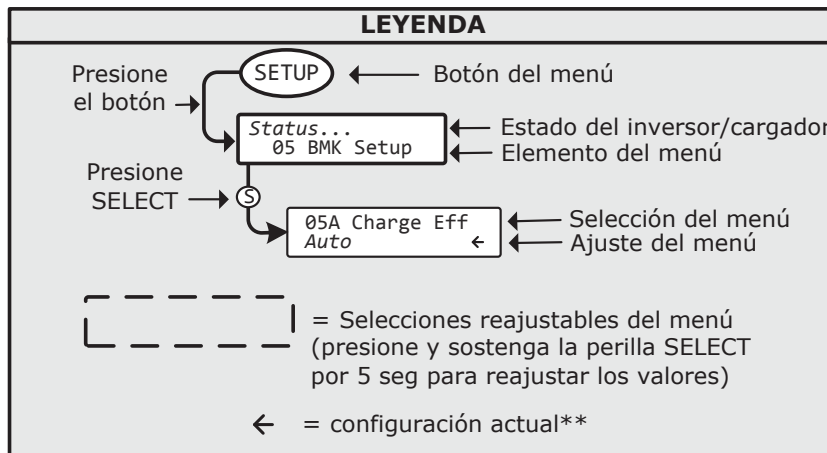 LEYENDA
Presione
el botón
SETUP
Botón del menú
Status...
05 BMK Setup
Estado del inversor/cargador
Elemento del menú
Presione
SELECT
S
05A Charge Eff
Auto ←
Selección del menú
Ajuste del menú
= Selecciones reajustables del menú
(presione y sostenga la perilla SELECT
por 5 seg para reajustar los valores)
← = configuración actual**